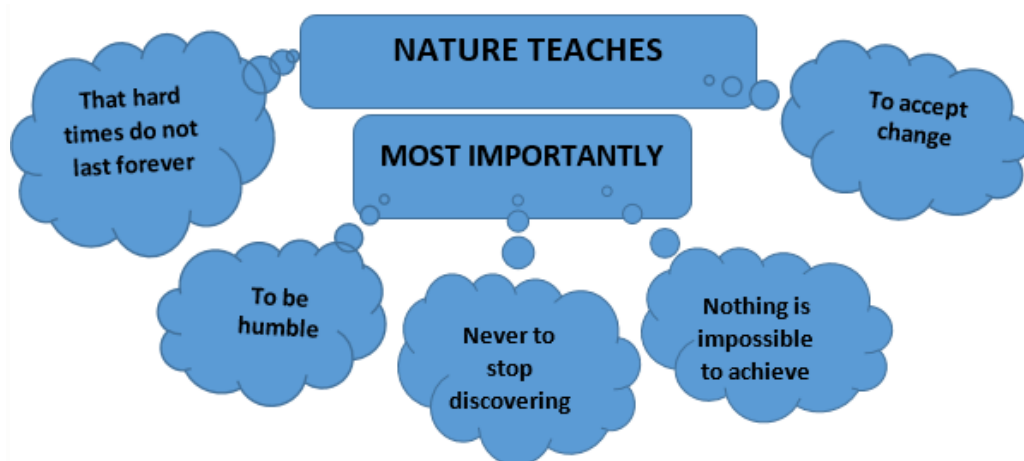 NATURE TEACHES
That hard
times do not
last forever
To accept
change
MOST IMPORTANTLY
To be
humble
Never to
stop
discovering
Nothing is
impossible
to achieve